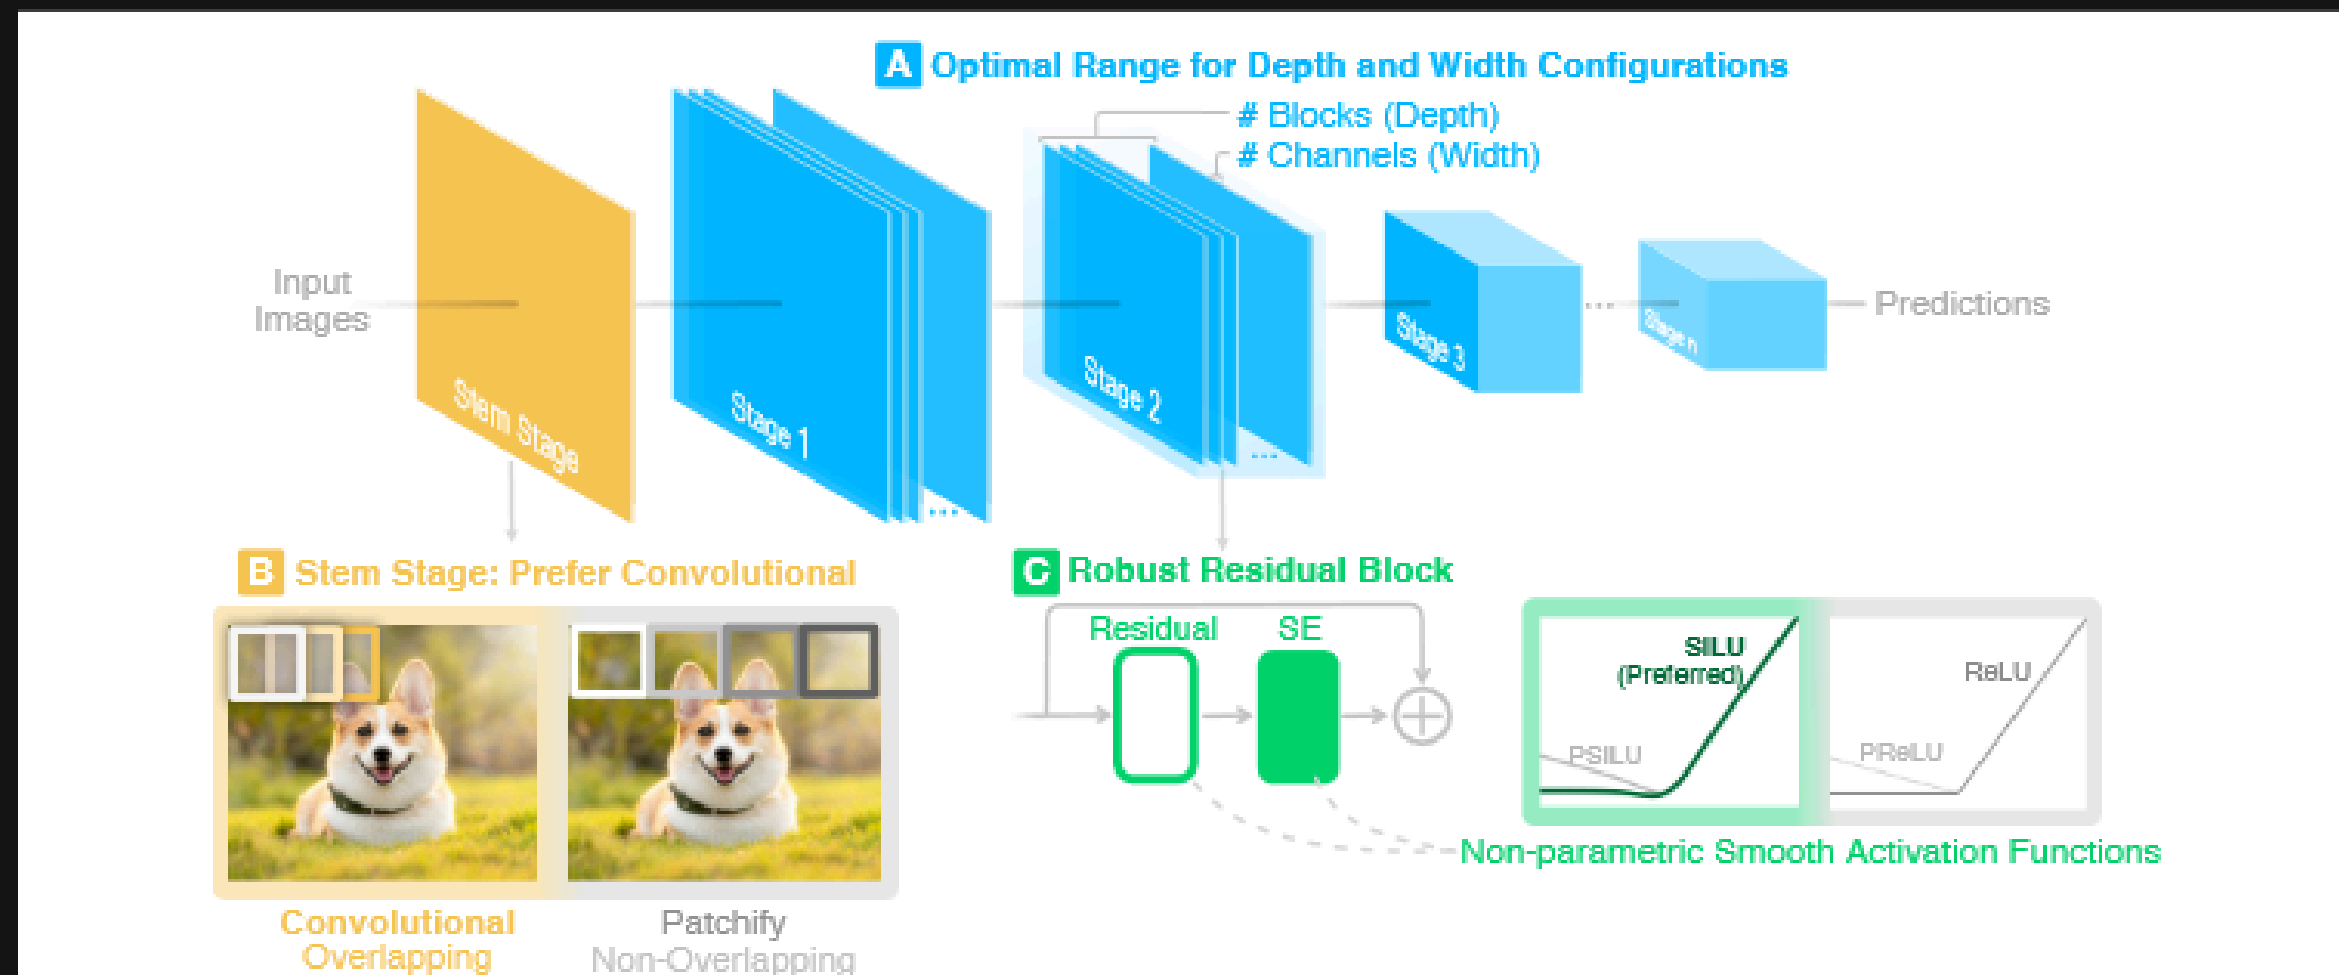 A Optimal Range for Depth and Width Configurations
# Blocks (Depth)
# Channels (Width)
Input
Images
Stem Stage
Stage 1
...
Stage 2
...
Stage 3
...
Stage n
Predictions
B Stem Stage: Prefer Convolutional
Convolutional
Overlapping
Patchify
Non-Overlapping
C Robust Residual Block
Residual
SE
SiLU
(Preferred)
PSiLU
ReLU
PReLU
Non-parametric Smooth Activation Functions